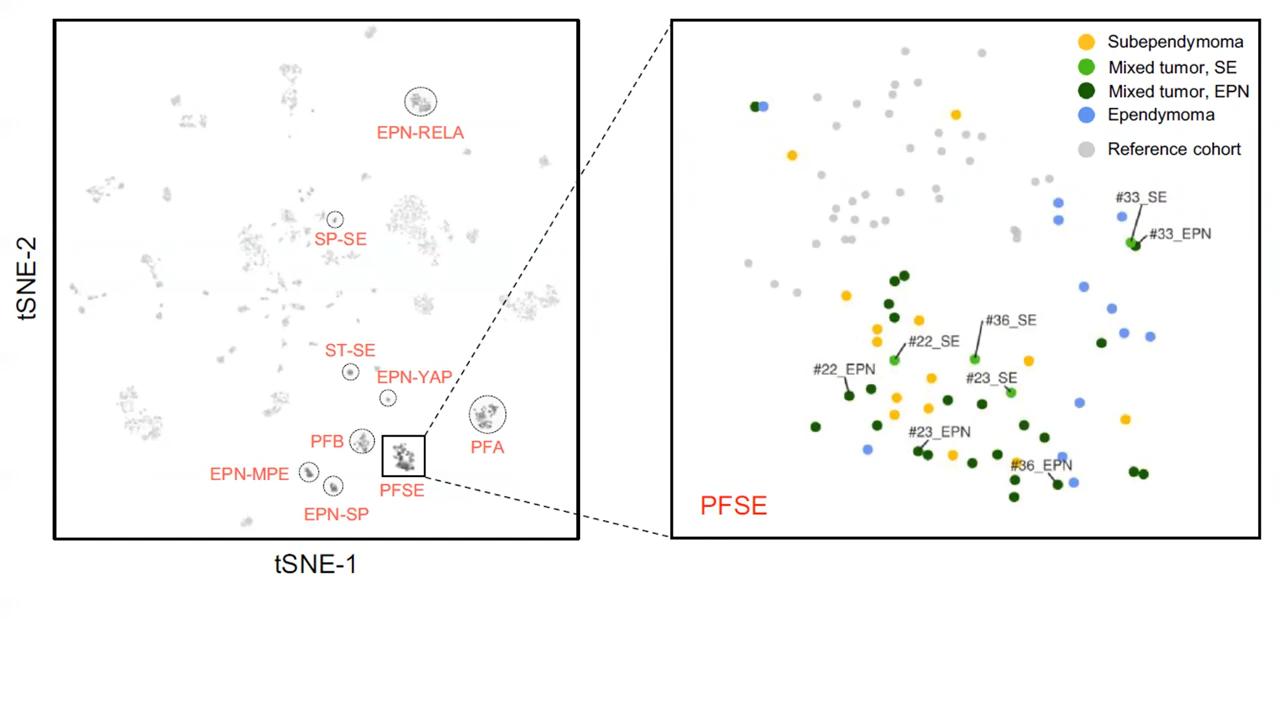 tSNE-2
EPN-RELA
SP-SE
ST-SE
EPN-YAP
PFB
PFA
EPN-MPE
PFSE
EPN-SP
tSNE-1
Subependymoma
Mixed tumor, SE
Mixed tumor, EPN
Ependymoma
Reference cohort
#33_SE
#33_EPN
#36_SE
#22_SE
#22_EPN
#23_SE
#23_EPN
#36_EPN
PFSE